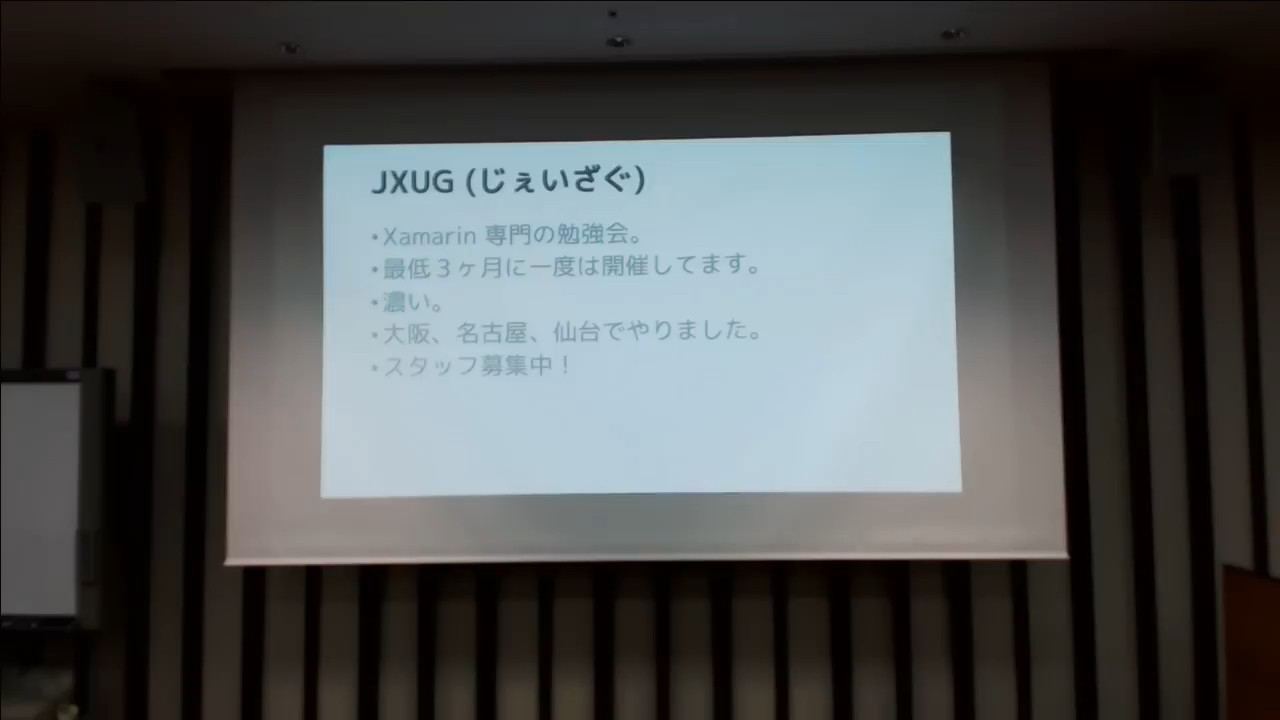 JXUG (じぇいざぐ)
•Xamarin 専門の勉強会。
•最低３ヶ月に一度は開催してます。
•濃い。
•大阪、名古屋、仙台でやりました。
•スタッフ募集中！